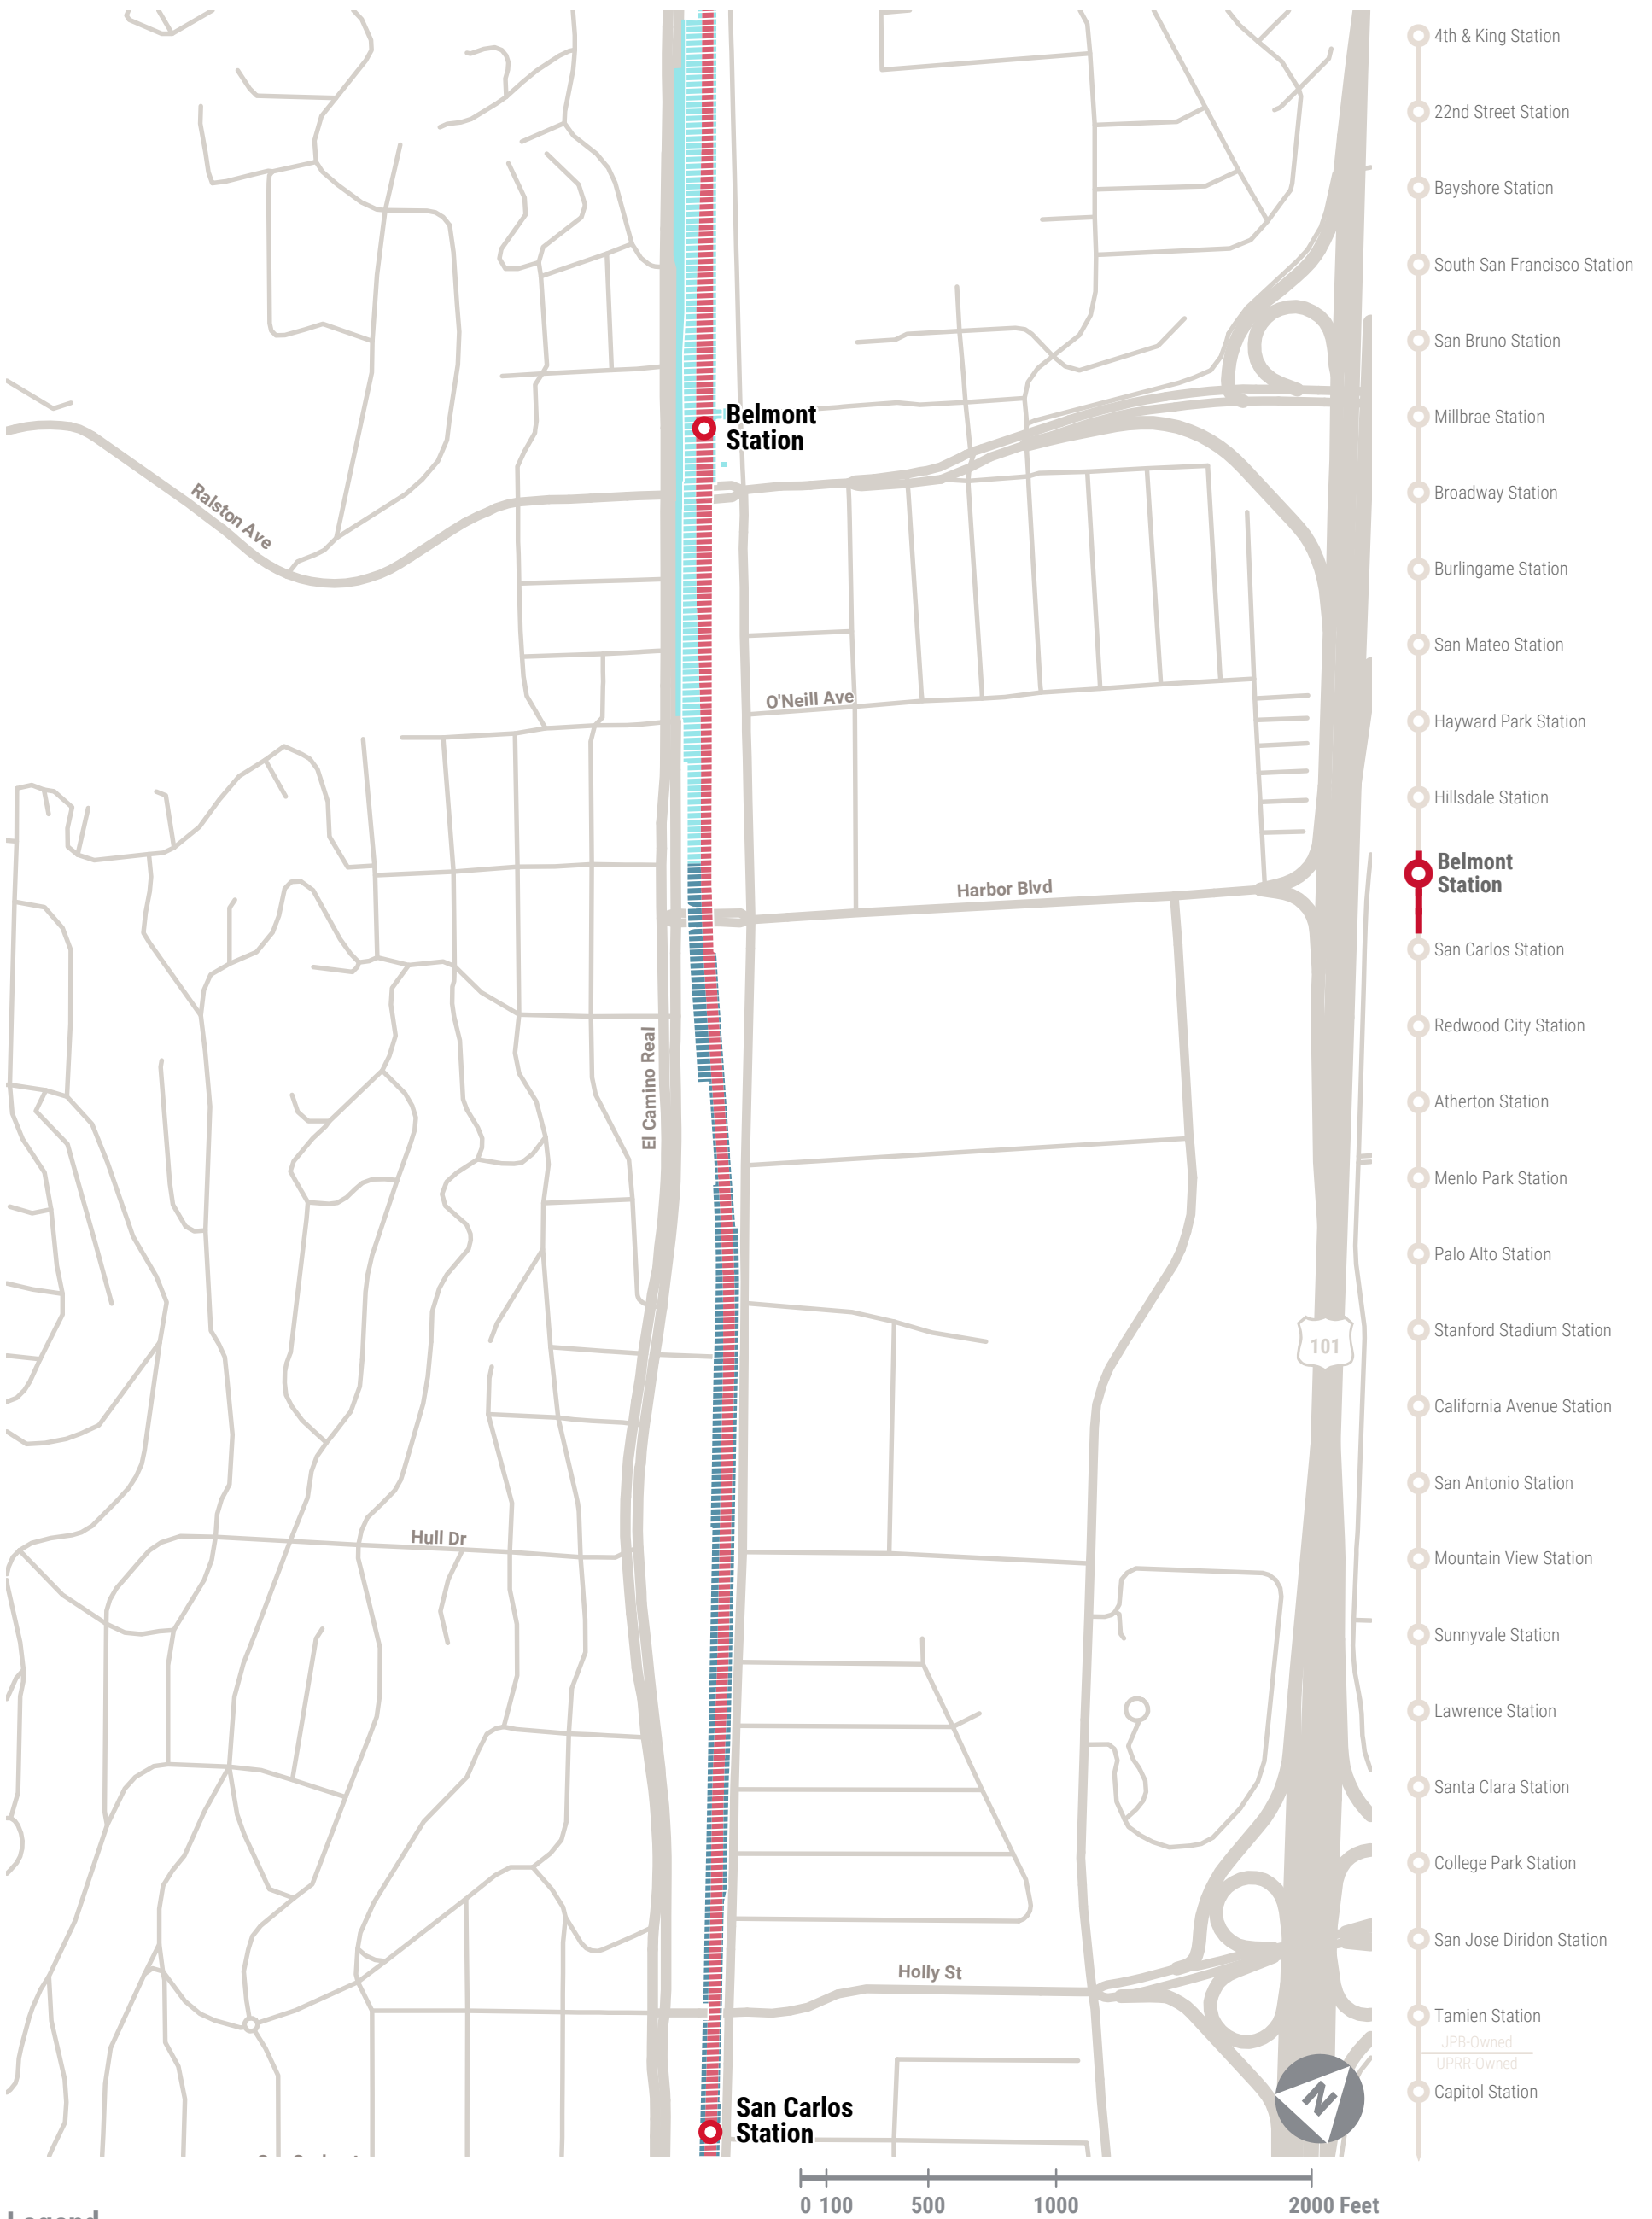 Belmont
Station
Ralston Ave
O'Neill Ave
Harbor Blvd
El Camino Real
101
Hull Dr
Holly St
San Carlos
Station
N
0 100 500 1000 2000 Feet
4th & King Station
22nd Street Station
Bayshore Station
South San Francisco Station
San Bruno Station
Millbrae Station
Broadway Station
Burlingame Station
San Mateo Station
Hayward Park Station
Hillsdale Station
Belmont
Station
San Carlos Station
Redwood City Station
Atherton Station
Menlo Park Station
Palo Alto Station
Stanford Stadium Station
California Avenue Station
San Antonio Station
Mountain View Station
Sunnyvale Station
Lawrence Station
Santa Clara Station
College Park Station
San Jose Diridon Station
Tamien Station
JPB-Owned
UPRR-Owned
Capitol Station
Legend